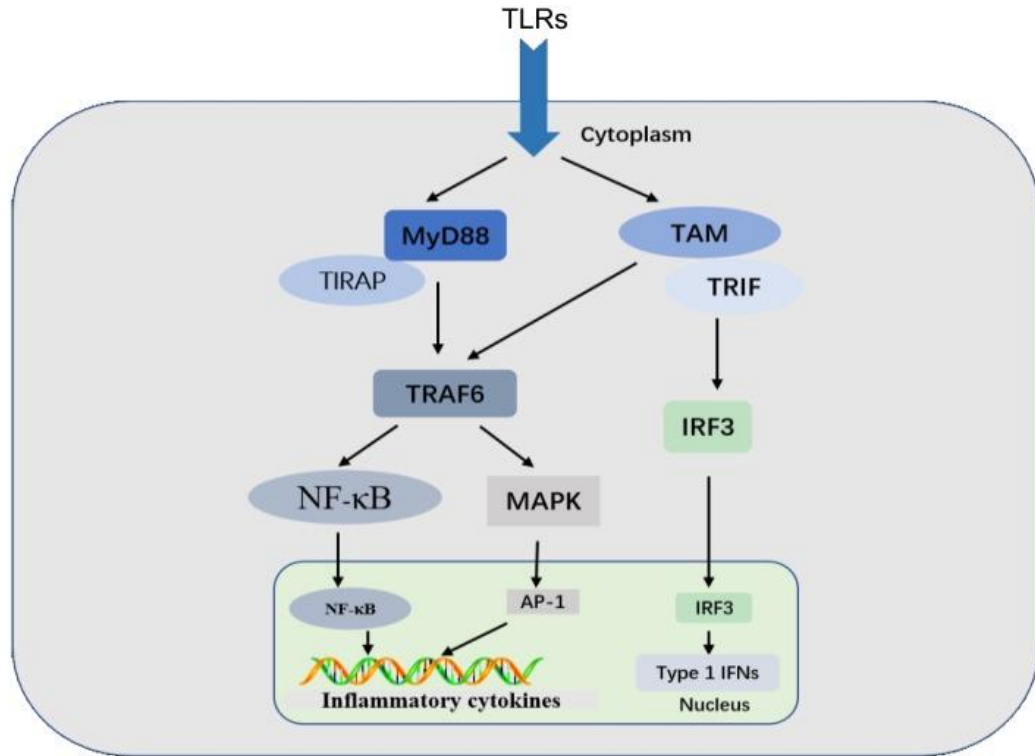 TLRs
Cytoplasm
MyD88
TAM
TIRAP
TRIF
TRAF6
IRF3
NF-κB
MAPK
NF-κB
AP-1
IRF3
Type 1 IFNs
Inflammatory cytokines
Nucleus